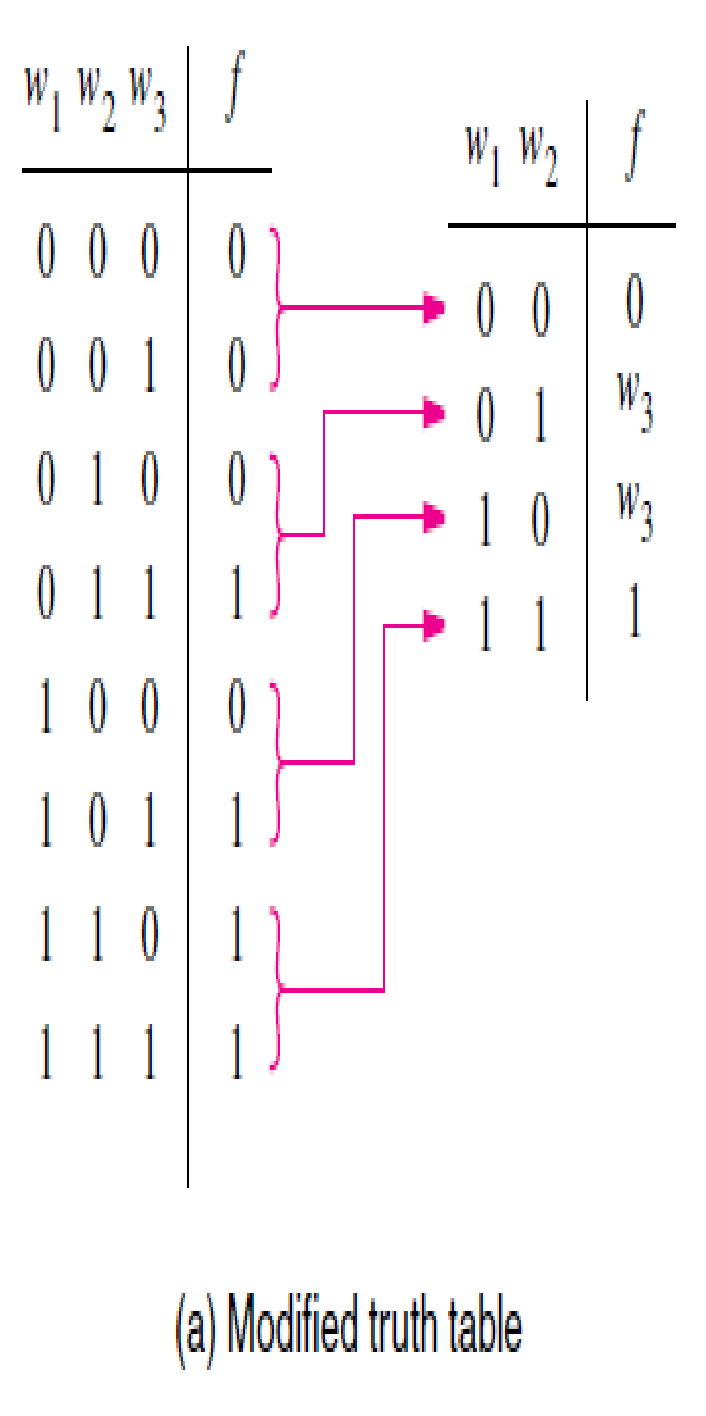 w1 w2 w3 f
0 0 0 0
0 0 1 0
0 1 0 0
0 1 1 1
1 0 0 0
1 0 1 1
1 1 0 1
1 1 1 1
w1 w2 f
0 0 0
0 1 w3
1 0 w3
1 1 1
(a) Modified truth table